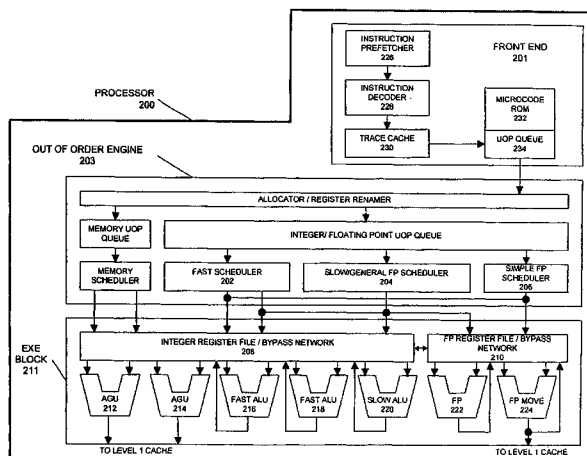 INSTRUCTION
PREFETCHER
226
FRONT END
201
PROCESSOR
200
INSTRUCTION
DECODER
228
MICROCODE
ROM
232
TRACE CACHE
230
UOP QUEUE
234
OUT OF ORDER ENGINE
203
ALLOCATOR / REGISTER RENAMER
MEMORY UOP
QUEUE
INTEGER/ FLOATING POINT UOP QUEUE
MEMORY
SCHEDULER
FAST SCHEDULER
202
SLOW/GENERAL FP SCHEDULER
204
SIMPLE FP
SCHEDULER
206
EXE
BLOCK
211
INTEGER REGISTER FILE / BYPASS NETWORK
208
FP REGISTER FILE / BYPASS
NETWORK
210
AGU
212
AGU
214
FAST ALU
216
FAST ALU
218
SLOW ALU
220
FP
222
FP MOVE
224
TO LEVEL 1 CACHE
TO LEVEL 1 CACHE